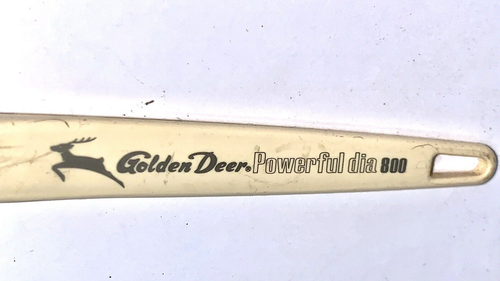 Golden Deer. Powerful dia 800